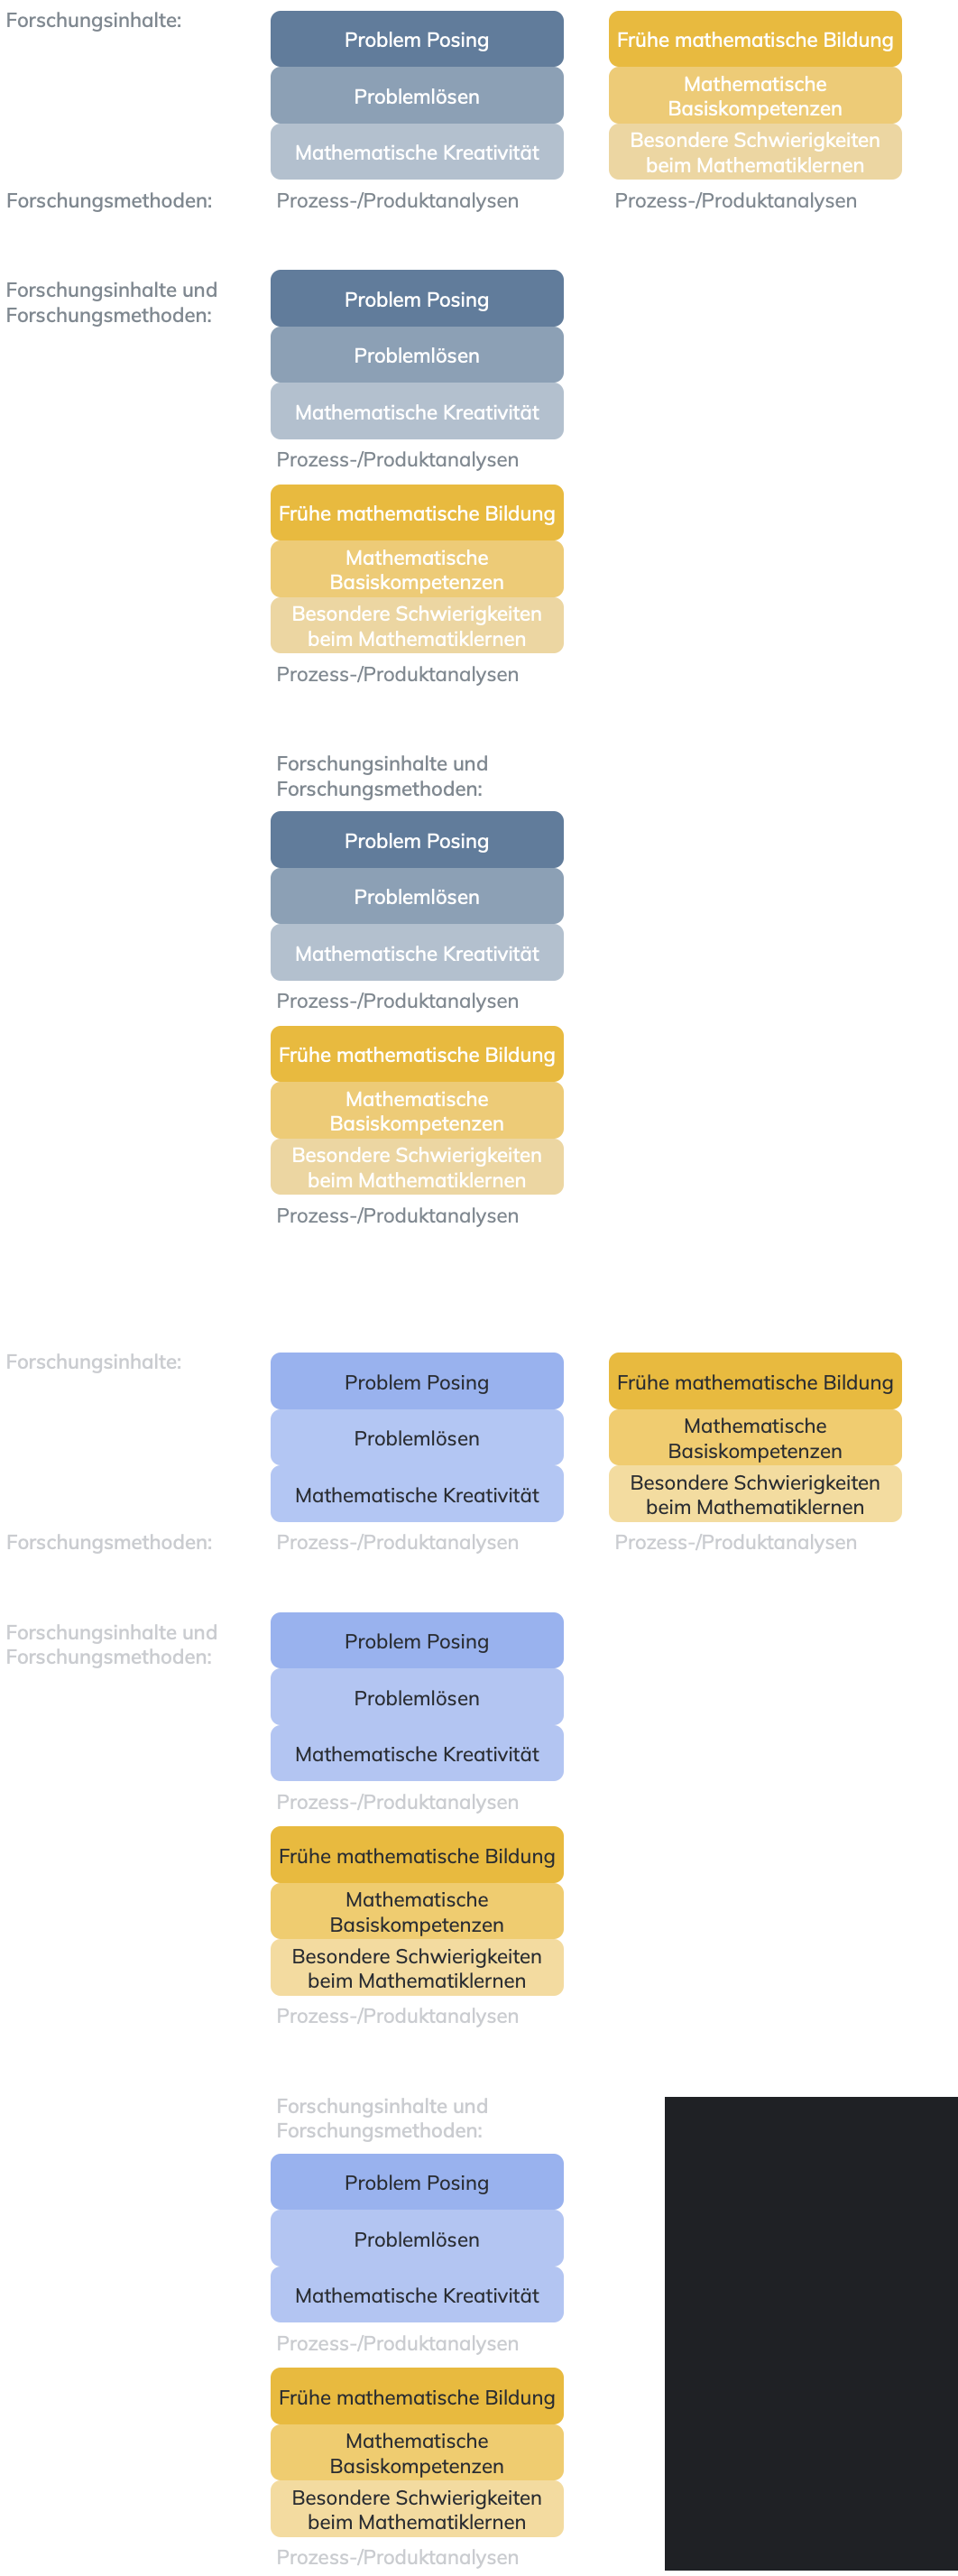 Forschungsinhalte:
Problem Posing
Problemlösen
Mathematische Kreativität
Frühe mathematische Bildung
Mathematische
Basiskompetenzen
Besondere Schwierigkeiten
beim Mathematiklernen
Forschungsmethoden:
Prozess-/Produktanalysen
Prozess-/Produktanalysen
Forschungsinhalte und
Forschungsmethoden:
Problem Posing
Problemlösen
Mathematische Kreativität
Prozess-/Produktanalysen
Frühe mathematische Bildung
Mathematische
Basiskompetenzen
Besondere Schwierigkeiten
beim Mathematiklernen
Prozess-/Produktanalysen
Forschungsinhalte und
Forschungsmethoden:
Problem Posing
Problemlösen
Mathematische Kreativität
Prozess-/Produktanalysen
Frühe mathematische Bildung
Mathematische
Basiskompetenzen
Besondere Schwierigkeiten
beim Mathematiklernen
Prozess-/Produktanalysen
Forschungsinhalte:
Problem Posing
Problemlösen
Mathematische Kreativität
Frühe mathematische Bildung
Mathematische
Basiskompetenzen
Besondere Schwierigkeiten
beim Mathematiklernen
Forschungsmethoden:
Prozess-/Produktanalysen
Prozess-/Produktanalysen
Forschungsinhalte und
Forschungsmethoden:
Problem Posing
Problemlösen
Mathematische Kreativität
Prozess-/Produktanalysen
Frühe mathematische Bildung
Mathematische
Basiskompetenzen
Besondere Schwierigkeiten
beim Mathematiklernen
Prozess-/Produktanalysen
Forschungsinhalte und
Forschungsmethoden:
Problem Posing
Problemlösen
Mathematische Kreativität
Prozess-/Produktanalysen
Frühe mathematische Bildung
Mathematische
Basiskompetenzen
Besondere Schwierigkeiten
beim Mathematiklernen
Prozess-/Produktanalysen